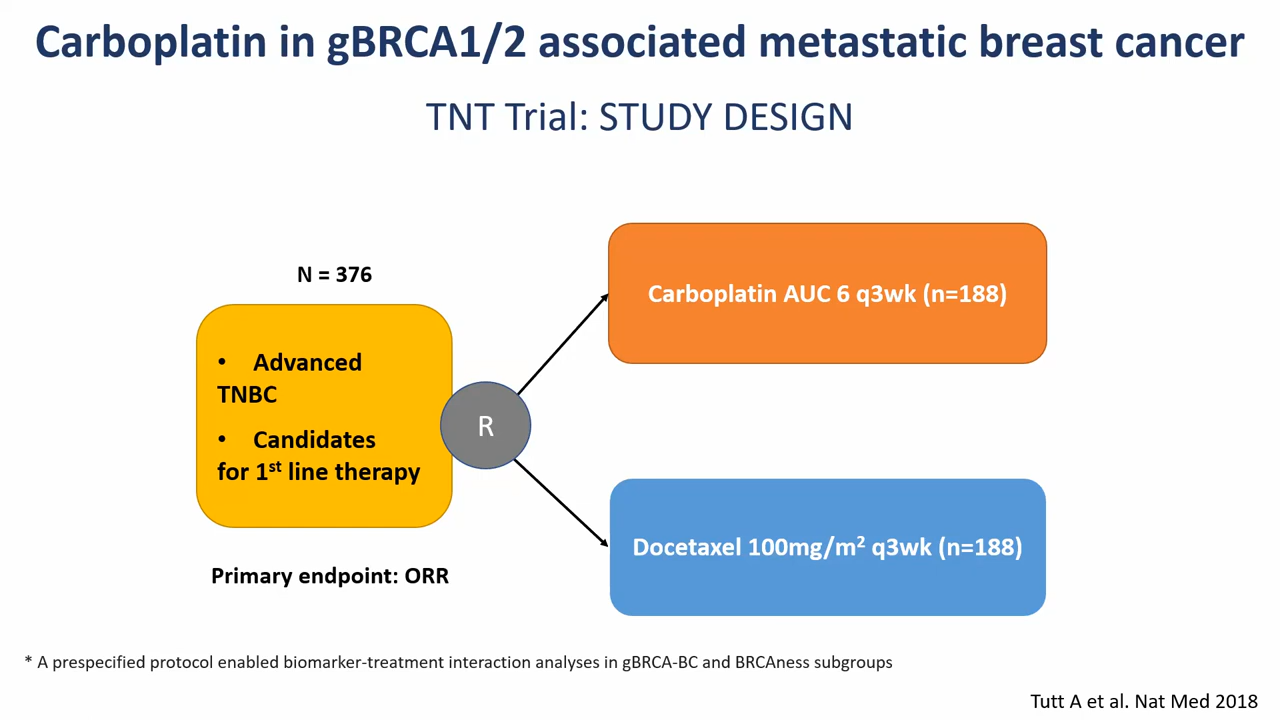 Carboplatin in gBRCA1/2 associated metastatic breast cancer
TNT Trial: STUDY DESIGN
N = 376
• Advanced
TNBC
• Candidates
for 1st line therapy
R
Carboplatin AUC 6 q3wk (n=188)
Docetaxel 100mg/m2 q3wk (n=188)
Primary endpoint: ORR
* A prespecified protocol enabled biomarker-treatment interaction analyses in gBRCA-BC and BRCAness subgroups
Tutt A et al. Nat Med 2018